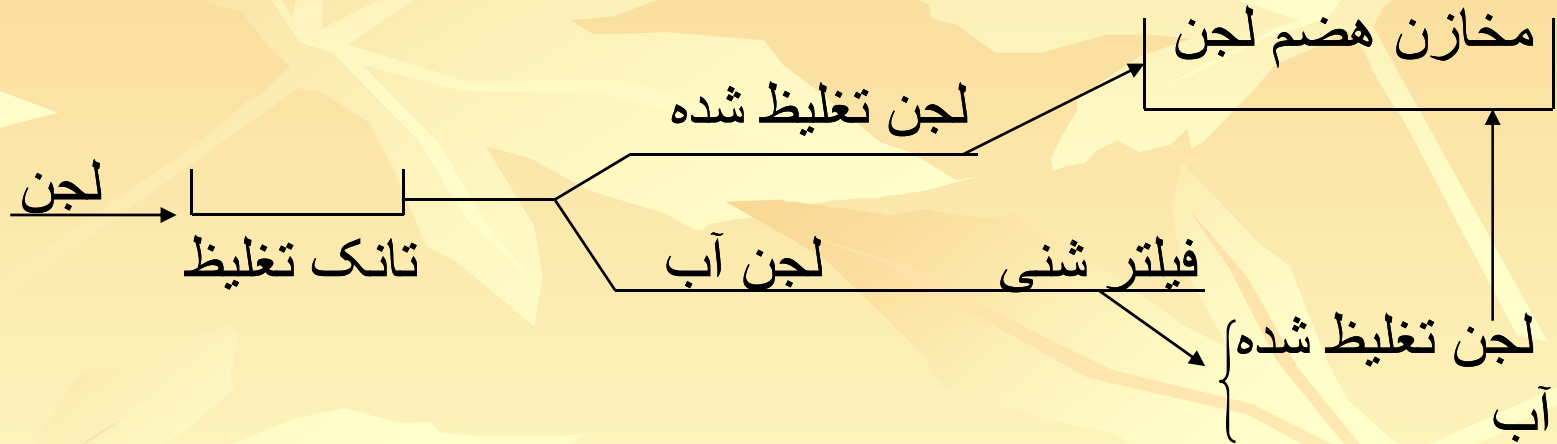 مخازن هضم لجن
لجن تغلیظ شده
لجن
تانک تغلیظ
لجن آب
فیلتر شنی
لجن تغلیظ شده
آب